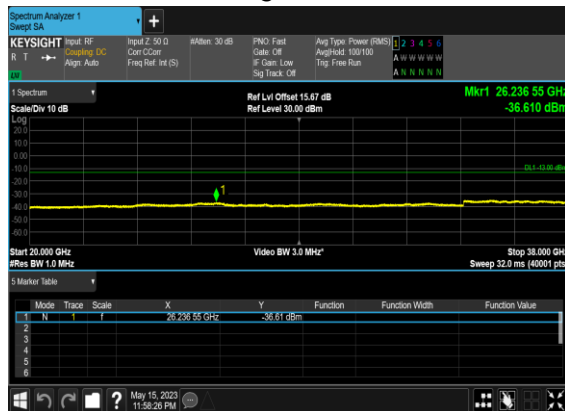 Spectrum Analyzer 1
Swept SA
KEYSIGHT Input: RF Input Z: 50 Ω #Atten: 30 dB PNO: Fast Avg Type: Power (RMS) 1 2 3 4 5 6
R T Coupling: DC Corr CCorr Gate: Off Avg|Hold: 100/100 A W W W W W
Align: Auto Freq Ref: Int (S) IF Gain: Low Trig: Free Run
Sig Track: Off A N N N N N
1 Spectrum Ref Lvl Offset 15.67 dB Mkr1 26.236 55 GHz
Scale/Div 10 dB Ref Level 30.00 dBm -36.610 dBm
Log
20.0
10.0
0.00
-10.0 DL1 -13.00 dBm
-20.0 1
-30.0
-40.0
-50.0
-60.0
Start 20.000 GHz Video BW 3.0 MHz* Stop 38.000 GHz
#Res BW 1.0 MHz Sweep 32.0 ms (40001 pts
5 Marker Table
Mode Trace Scale X Y Function Function Width Function Value
1 N 1 f 26.236 55 GHz -36.61 dBm
2
3
4
5
6
? May 15, 2023
11:58:26 PM